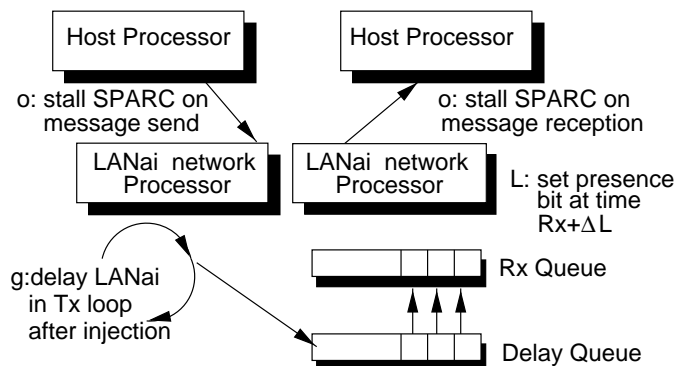 Host Processor
Host Processor
o: stall SPARC on
message send
o: stall SPARC on
message reception
LANai network
Processor
LANai network
Processor
L: set presence
bit at time
Rx+ΔL
g:delay LANai
in Tx loop
after injection
Rx Queue
Delay Queue